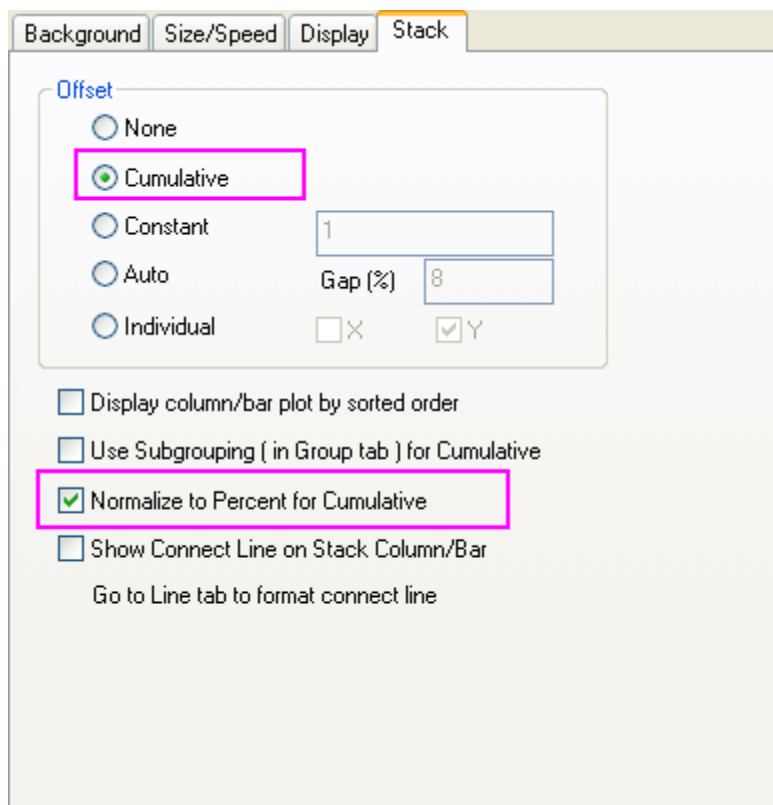 Background Size/Speed Display Stack
Offset
None
Cumulative
Constant 1
Auto Gap (%) 8
Individual X Y
Display column/bar plot by sorted order
Use Subgrouping ( in Group tab ) for Cumulative
Normalize to Percent for Cumulative
Show Connect Line on Stack Column/Bar
Go to Line tab to format connect line